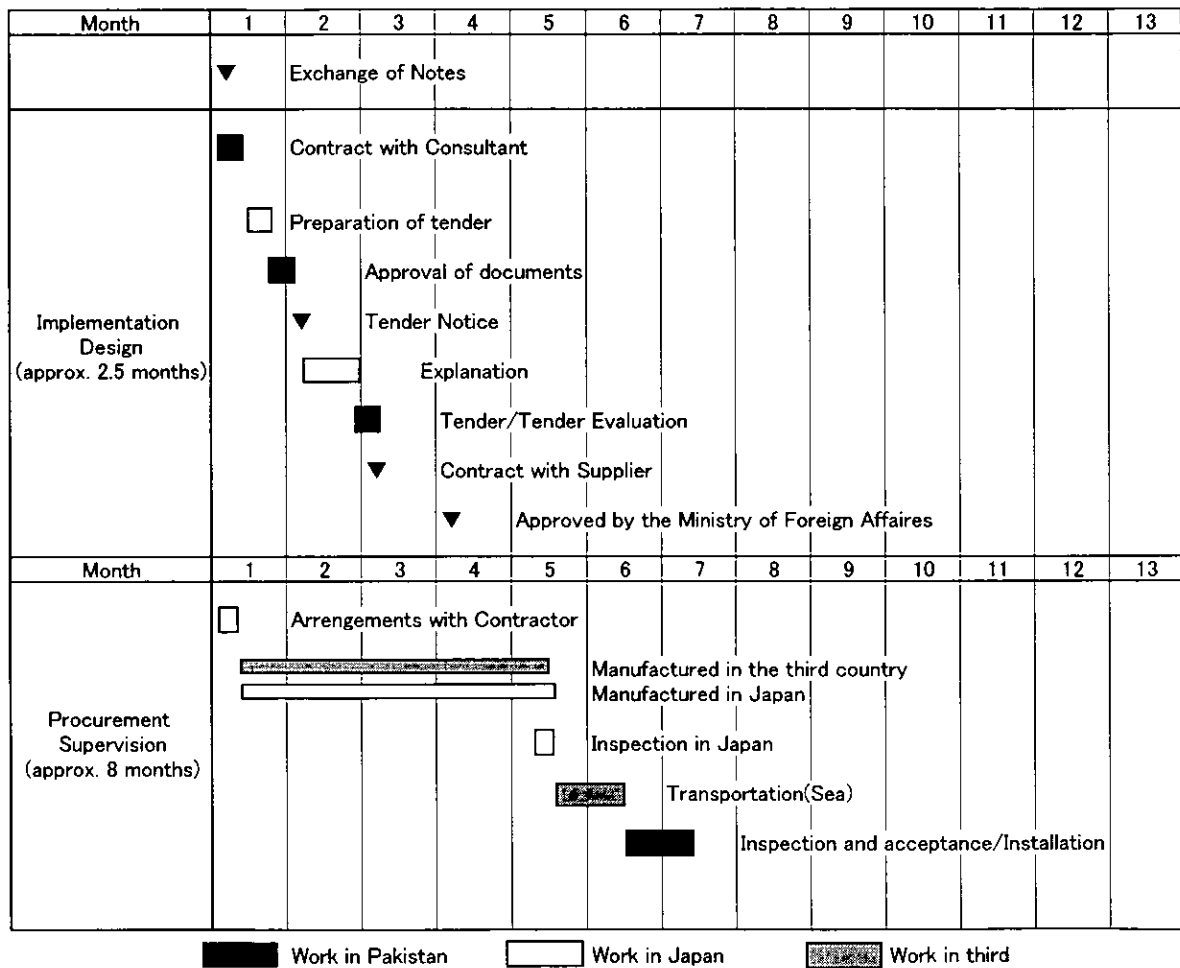 Month 1 2 3 4 5 6 7 8 9 10 11 12 13
Exchange of Notes
Contract with Consultant
Preparation of tender
Approval of documents
Implementation
Design
(approx. 2.5 months)
Tender Notice
Explanation
Tender/Tender Evaluation
Contract with Supplier
Approved by the Ministry of Foreign Affaires
Month 1 2 3 4 5 6 7 8 9 10 11 12 13
Arrengements with Contractor
Manufactured in the third country
Manufactured in Japan
Procurement
Supervision
(approx. 8 months)
Inspection in Japan
Transportation(Sea)
Inspection and acceptance/Installation
Work in Pakistan
Work in Japan
Work in third